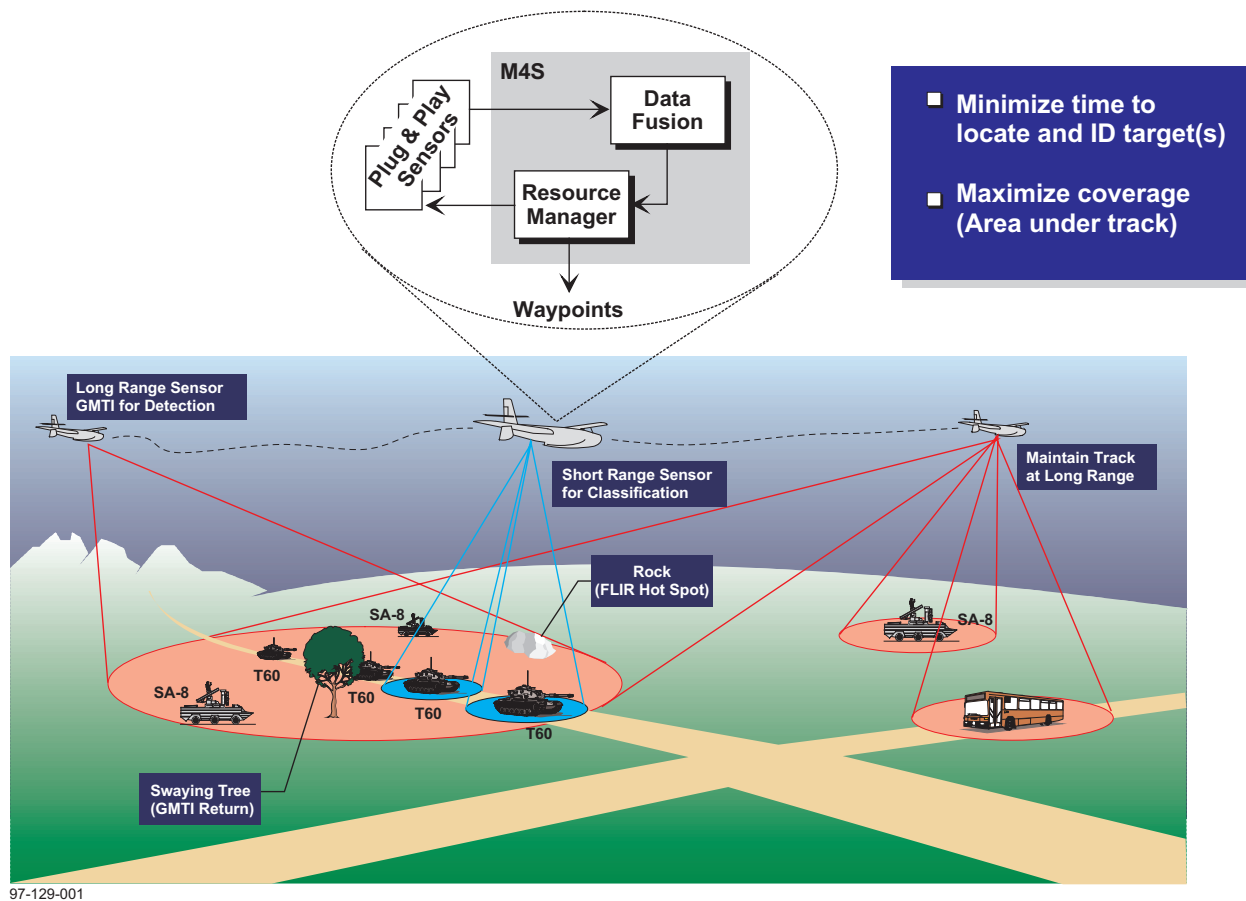 M4S
Plug & Play
Sensors
Data
Fusion
Resource
Manager
Waypoints
Minimize time to
locate and ID target(s)
Maximize coverage
(Area under track)
Long Range Sensor
GMTI for Detection
Short Range Sensor
for Classification
Maintain Track
at Long Range
Rock
(FLIR Hot Spot)
SA-8
SA-8
T60
T60
SA-8
T60
T60
Swaying Tree
(GMTI Return)
97-129-001